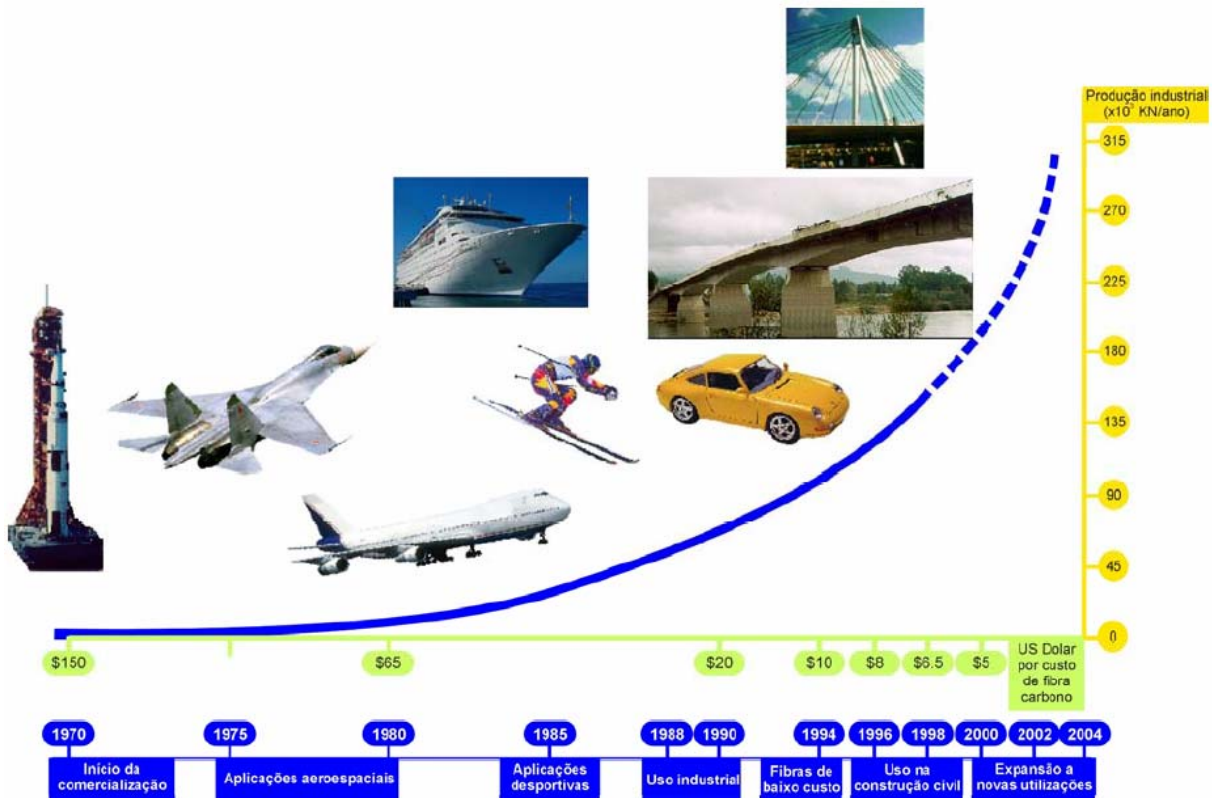 Produção industrial
(x10³ KN/ano)
315
270
225
180
135
90
45
0
$150
$65
$20
$10
$8
$6.5
$5
US Dolar
por custo
de fibra
carbono
1970
1975
1980
1985
1988
1990
1994
1996
1998
2000
2002
2004
Início da
comercialização
Aplicações aeroespaciais
Aplicações
desportivas
Uso industrial
Fibras de
baixo custo
Uso na
construção civil
Expansão a
novas utilizações